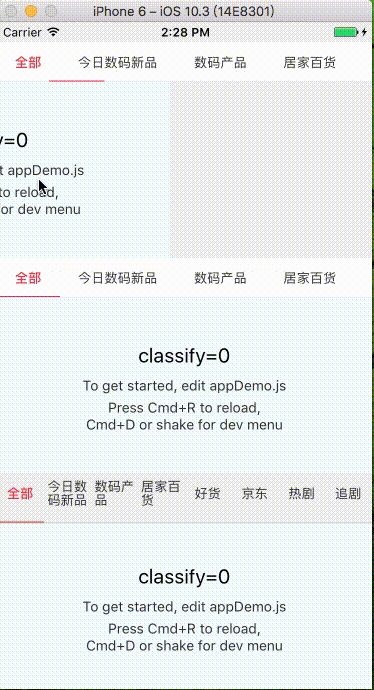 iPhone 6 – iOS 10.3 (14E8301)
Carrier 2:28 PM
全部 今日数码新品 数码产品 居家百货
y=0
t appDemo.js
to reload,
or dev menu
全部 今日数码新品 数码产品 居家百货
classify=0
To get started, edit appDemo.js
Press Cmd+R to reload,
Cmd+D or shake for dev menu
全部 今日数码新品 数码产品 居家百货 好货 京东 热剧 追剧
classify=0
To get started, edit appDemo.js
Press Cmd+R to reload,
Cmd+D or shake for dev menu